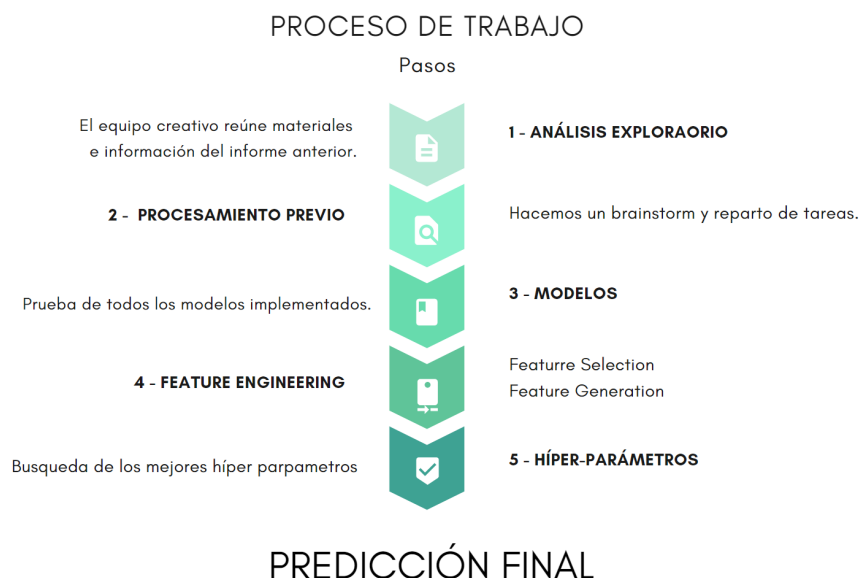 PROCESO DE TRABAJO
Pasos
El equipo creativo reúne materiales
e información del informe anterior.
1 - ANÁLISIS EXPLORAORIO
2 - PROCESAMIENTO PREVIO
Hacemos un brainstorm y reparto de tareas.
Prueba de todos los modelos implementados.
3 - MODELOS
4 - FEATURE ENGINEERING
Featurre Selection
Feature Generation
Busqueda de los mejores híper parpametros
5 - HÍPER-PARÁMETROS
PREDICCIÓN FINAL